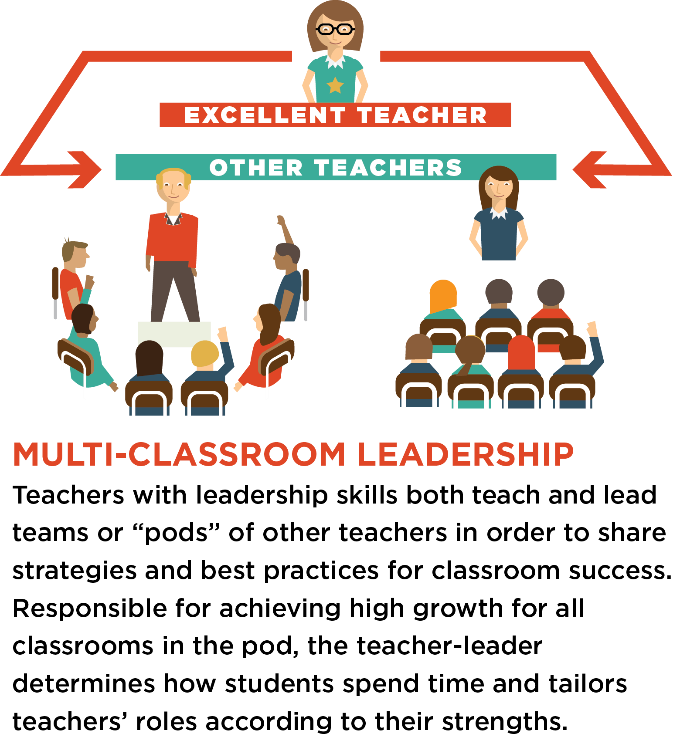 EXCELLENT TEACHER
OTHER TEACHERS
MULTI-CLASSROOM LEADERSHIP
Teachers with leadership skills both teach and lead
teams or “pods” of other teachers in order to share
strategies and best practices for classroom success.
Responsible for achieving high growth for all
classrooms in the pod, the teacher-leader
determines how students spend time and tailors
teachers’ roles according to their strengths.